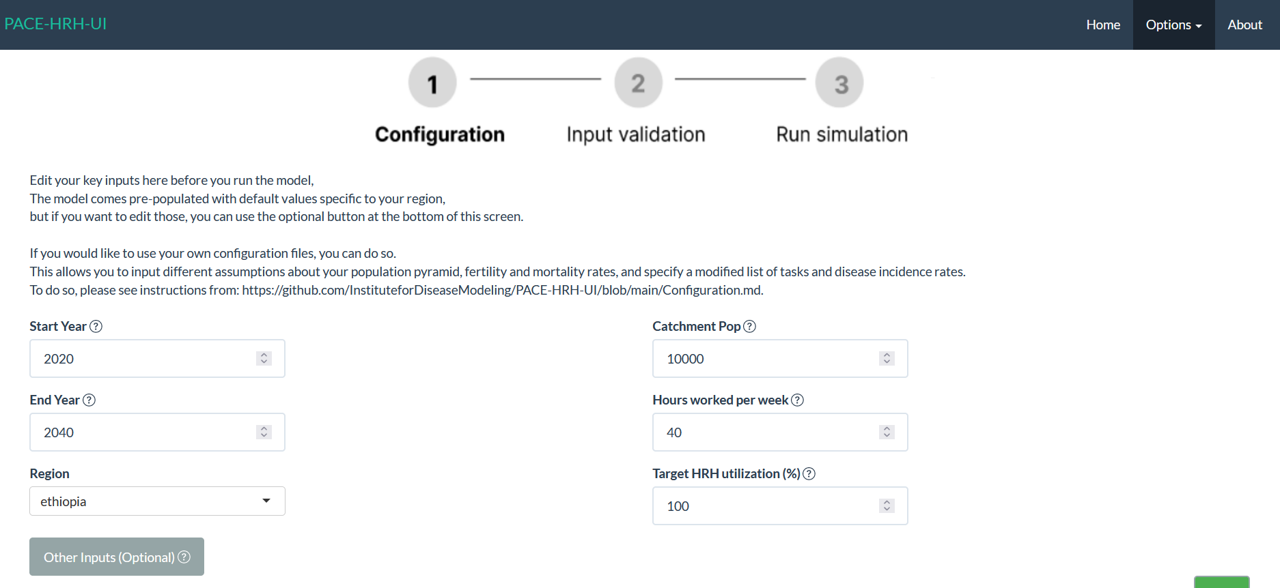 PACE-HRH-UI
Home Options About
1 2 3
Configuration Input validation Run simulation
Edit your key inputs here before you run the model,
The model comes pre-populated with default values specific to your region,
but if you want to edit those, you can use the optional button at the bottom of this screen.
If you would like to use your own configuration files, you can do so.
This allows you to input different assumptions about your population pyramid, fertility and mortality rates, and specify a modified list of tasks and disease incidence rates.
To do so, please see instructions from: https://github.com/InstituteforDiseaseModeling/PACE-HRH-UI/blob/main/Configuration.md.
Start Year ?
2020
End Year ?
2040
Region
ethiopia
Other Inputs (Optional) ?
Catchment Pop ?
10000
Hours worked per week ?
40
Target HRH utilization (%) ?
100